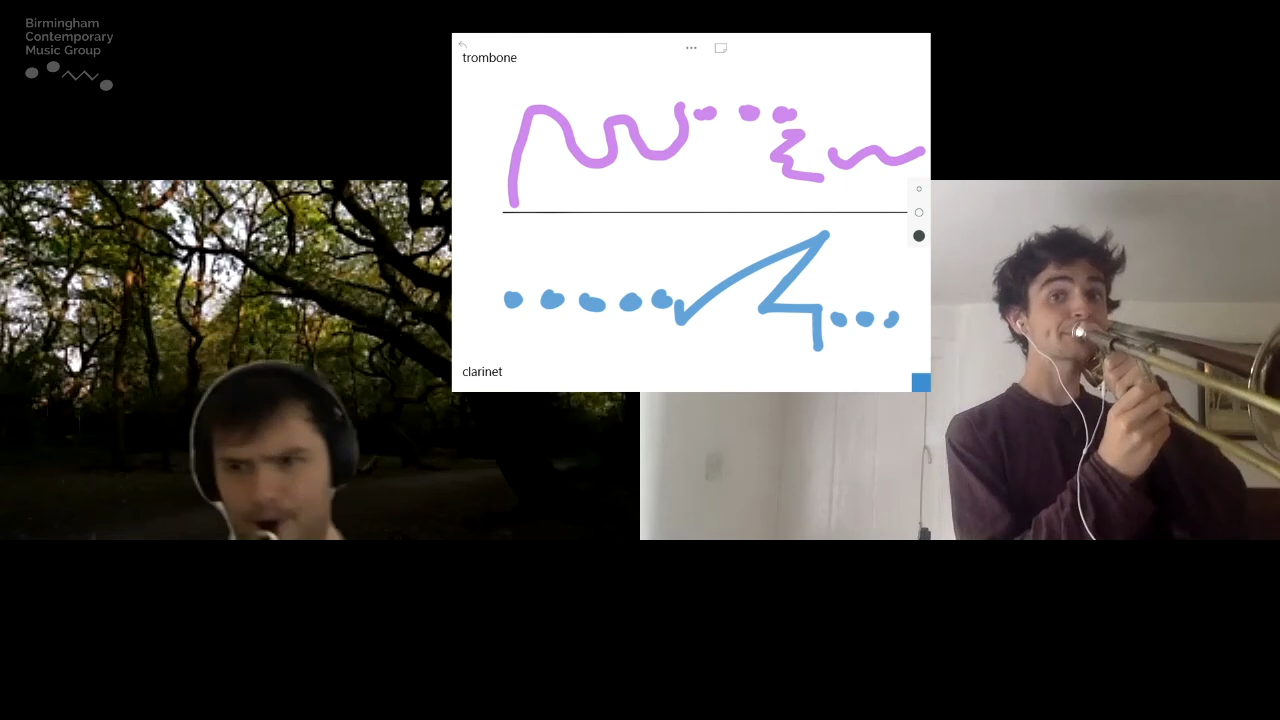 Birmingham
Contemporary
Music Group
trombone
clarinet